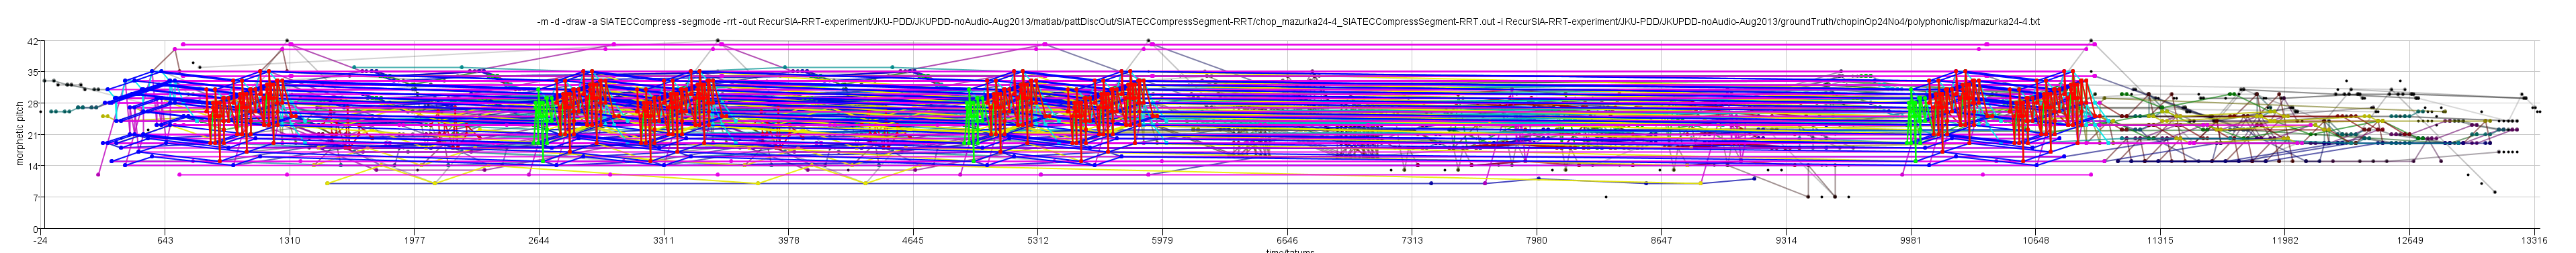 -m -d -draw -a SIATECCompress -segmode -rrt -out RecurSIA-RRT-experiment/JKU-PDD/JKUPDD-noAudio-Aug2013/matlab/pattDiscOut/SIATECCompressSegment-RRT/chop_mazurka24-4_SIATECCompressSegment-RRT.out -i RecurSIA-RRT-experiment/JKU-PDD/JKUPDD-noAudio-Aug2013/groundTruth/chopinOp24No4/polyphonic/lisp/mazurka24-4.txt
42
35
28
21
14
7
0
morphetic pitch
-24 643 1310 1977 2644 3311 3978 4645 5312 5979 6646 7313 7980 8647 9314 9981 10648 11315 11982 12649 13316
time/tatums